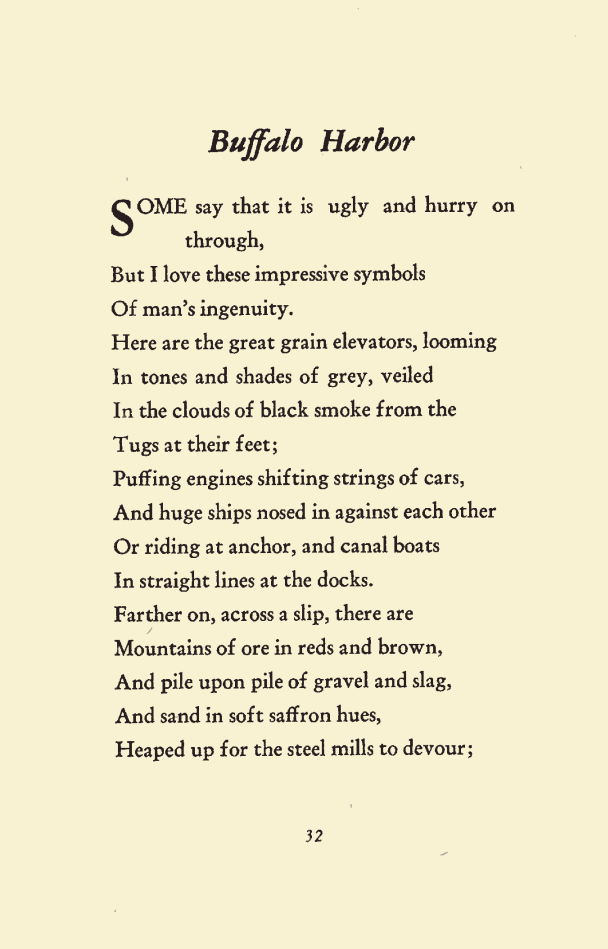 Buffalo Harbor
SOME say that it is ugly and hurry on
through,
But I love these impressive symbols
Of man's ingenuity.
Here are the great grain elevators, looming
In tones and shades of grey, veiled
In the clouds of black smoke from the
Tugs at their feet;
Puffing engines shifting strings of cars,
And huge ships nosed in against each other
Or riding at anchor, and canal boats
In straight lines at the docks.
Farther on, across a slip, there are
Mountains of ore in reds and brown,
And pile upon pile of gravel and slag,
And sand in soft saffron hues,
Heaped up for the steel mills to devour;
32